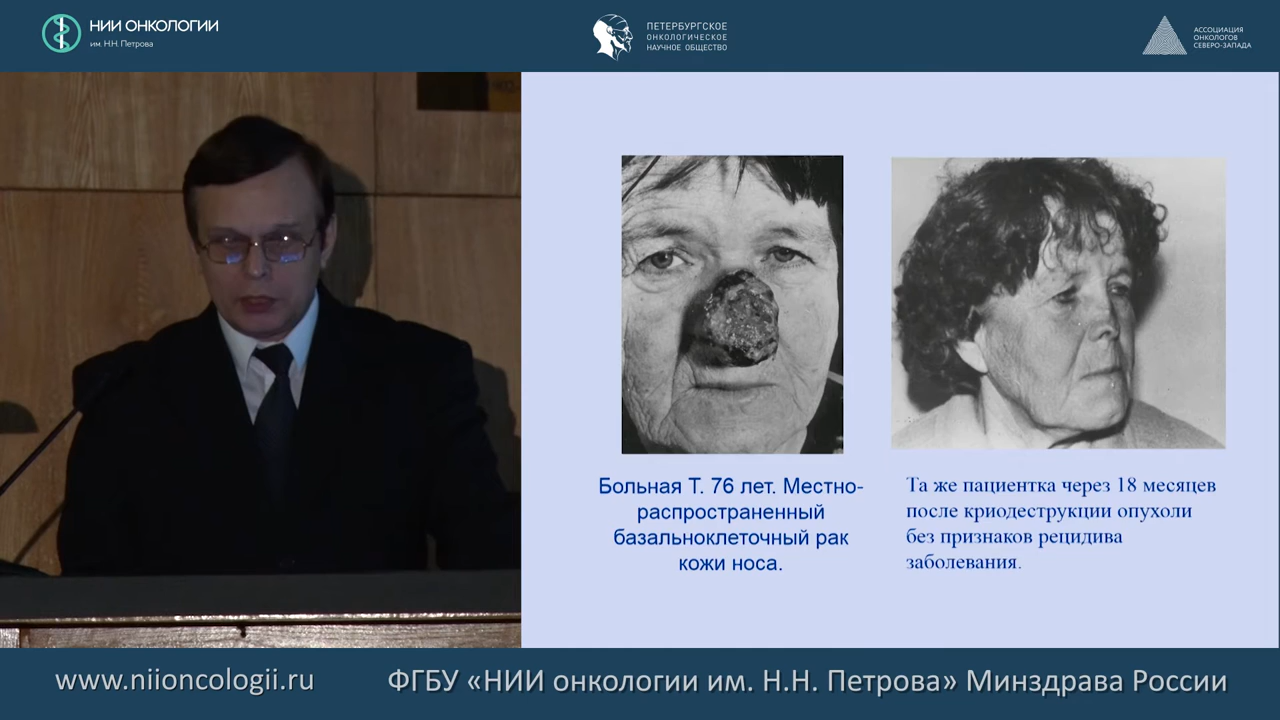 НИИ ОНКОЛОГИИ
им. Н.Н. Петрова
ПЕТЕРБУРГСКОЕ
ОНКОЛОГИЧЕСКОЕ
НАУЧНОЕ ОБЩЕСТВО
АССОЦИАЦИЯ
ОНКОЛОГОВ
СЕВЕРО-ЗАПАДА
Больная Т. 76 лет. Местно-
распространенный
базальноклеточный рак
кожи носа.
Та же пациентка через 18 месяцев
после криодеструкции опухоли
без признаков рецидива
заболевания.
www.niioncologii.ru
ФГБУ «НИИ онкологии им. Н.Н. Петрова» Минздрава России